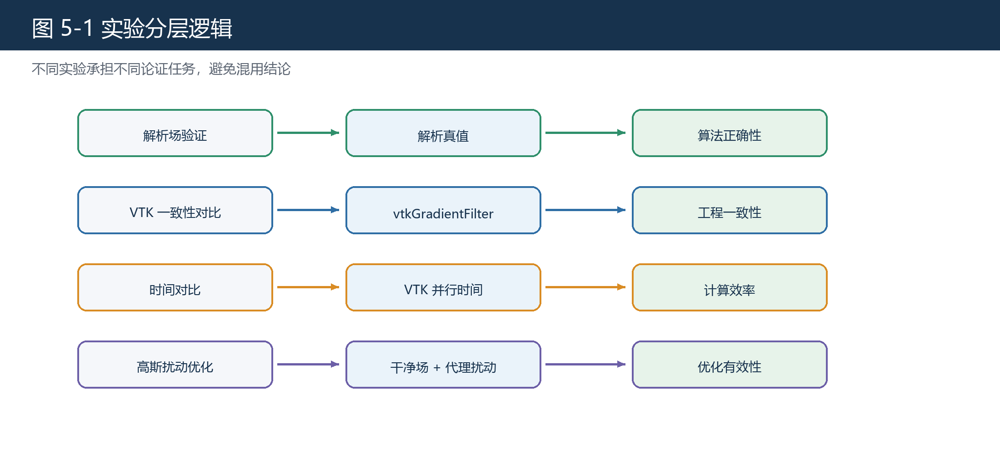 图 5-1 实验分层逻辑
不同实验承担不同论证任务，避免混用结论
解析场验证
解析真值
算法正确性
VTK 一致性对比
vtkGradientFilter
工程一致性
时间对比
VTK 并行时间
计算效率
高斯扰动优化
干净场 + 代理扰动
优化有效性